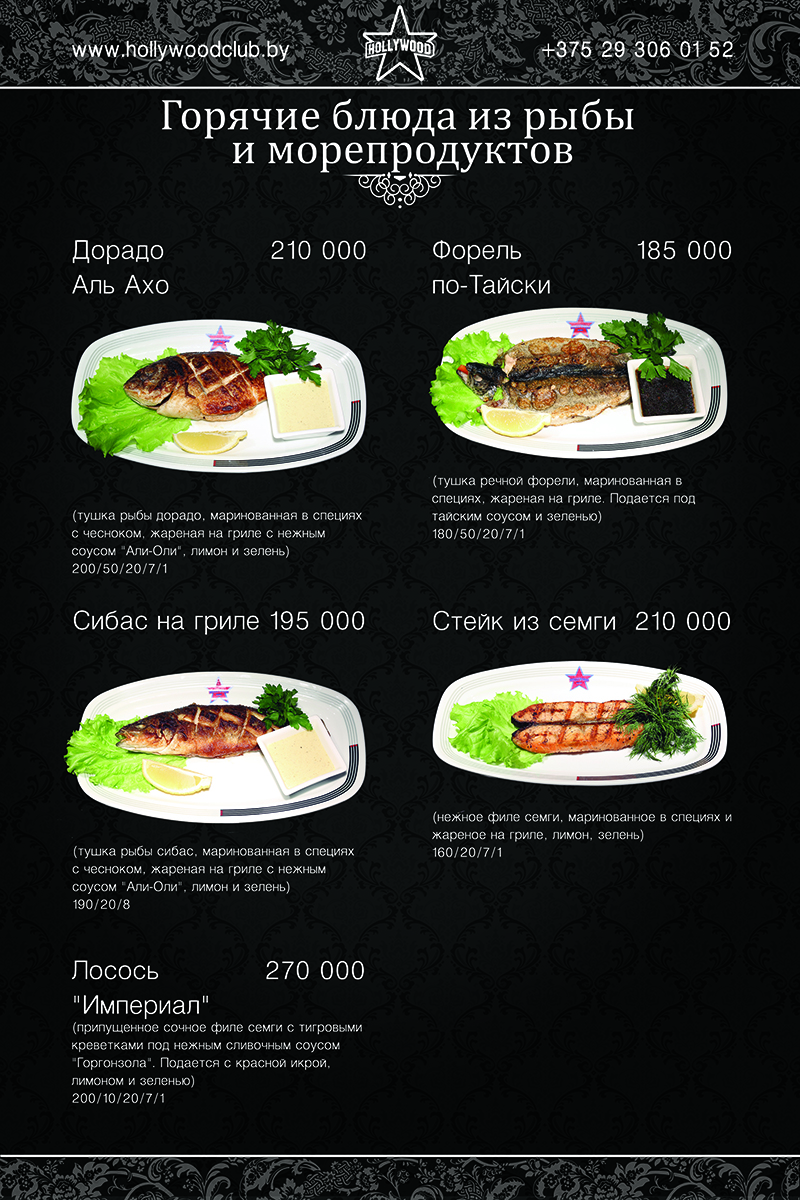 www.hollywoodclub.by
HOLLYWOOD
+375 29 306 01 52
Горячие блюда из рыбы
и морепродуктов
Дорадо 210 000
Аль Ахо
(тушка рыбы дорадо, маринованная в специях
с чесноком, жареная на гриле с нежным
соусом "Али-Оли", лимон и зелень)
200/50/20/7/1
Форель 185 000
по-Тайски
(тушка речной форели, маринованная в
специях, жареная на гриле. Подается под
тайским соусом и зеленью)
180/50/20/7/1
Сибас на гриле 195 000
(тушка рыбы сибас, маринованная в специях
с чесноком, жареная на гриле с нежным
соусом "Али-Оли", лимон и зелень)
190/20/8
Стейк из семги 210 000
(нежное филе семги, маринованное в специях и
жареное на гриле, лимон, зелень)
160/20/7/1
Лосось 270 000
"Империал"
(припущенное сочное филе семги с тигровыми
креветками под нежным сливочным соусом
"Горгонзола". Подается с красной икрой,
лимоном и зеленью)
200/10/20/7/1